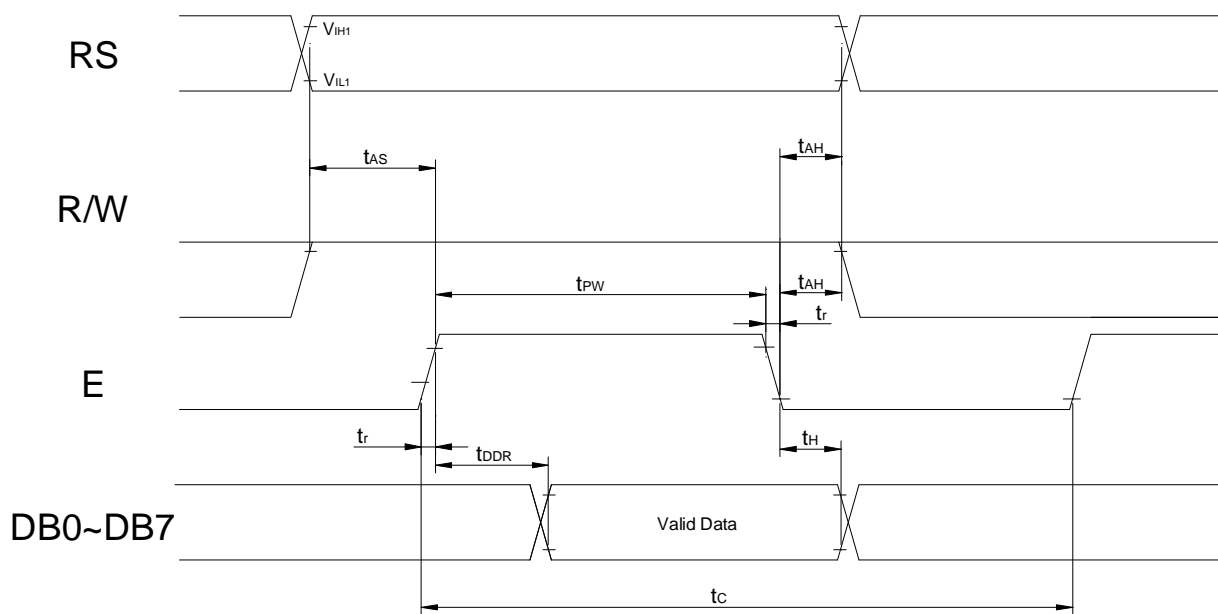 RS
VIH1
VIL1
tAS
tAH
R/W
tPW
tAH
tr
E
tr
tDDR
tH
DB0~DB7
Valid Data
tC